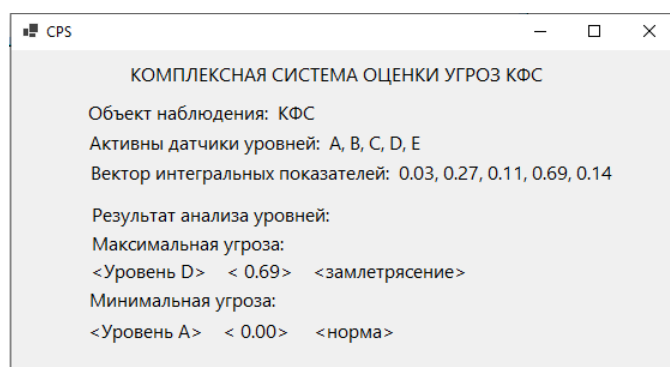 CPS
КОМПЛЕКСНАЯ СИСТЕМА ОЦЕНКИ УГРОЗ КФС
Объект наблюдения: КФС
Активны датчики уровней: A, B, C, D, E
Вектор интегральных показателей: 0.03, 0.27, 0.11, 0.69, 0.14
Результат анализа уровней:
Максимальная угроза:
<Уровень D> < 0.69> <замлетрясение>
Минимальная угроза:
<Уровень A> < 0.00> <норма>